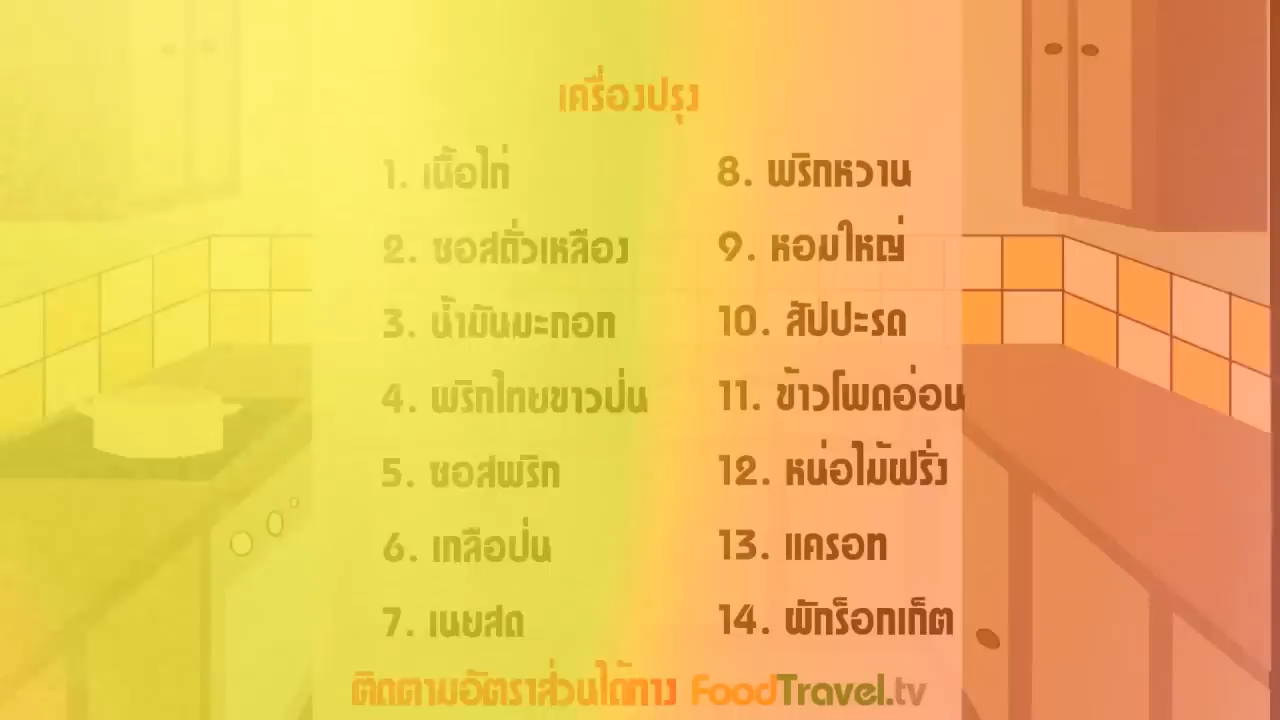 เครื่องปรุง
1. เนื้อไก่
2. ซอสถั่วเหลือง
3. น้ำมันมะกอก
4. พริกไทยขาวป่น
5. ซอสพริก
6. เกลือป่น
7. เนยสด
8. พริกหวาน
9. หอมใหญ่
10. สัปปะรด
11. ข้าวโพดอ่อน
12. หน่อไม้ฝรั่ง
13. แครอท
14. ผักร็อกเก็ต
ติดตามอัตราส่วนได้ทาง FoodTravel.tv